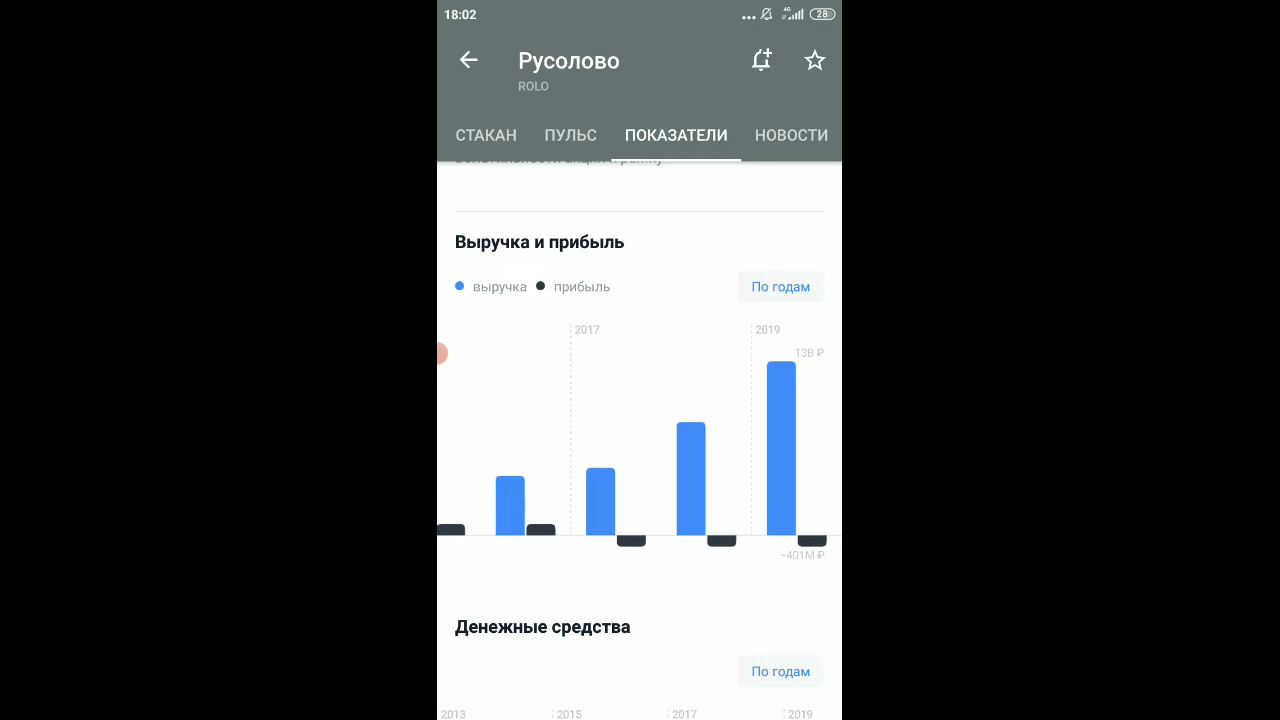 18:02
4G
28
Русолово
ROLO
СТАКАН ПУЛЬС ПОКАЗАТЕЛИ НОВОСТИ
Выручка и прибыль
выручка прибыль По годам
2017 2019
13B ₽
-401M ₽
Денежные средства
По годам
2013 2015 2017 2019